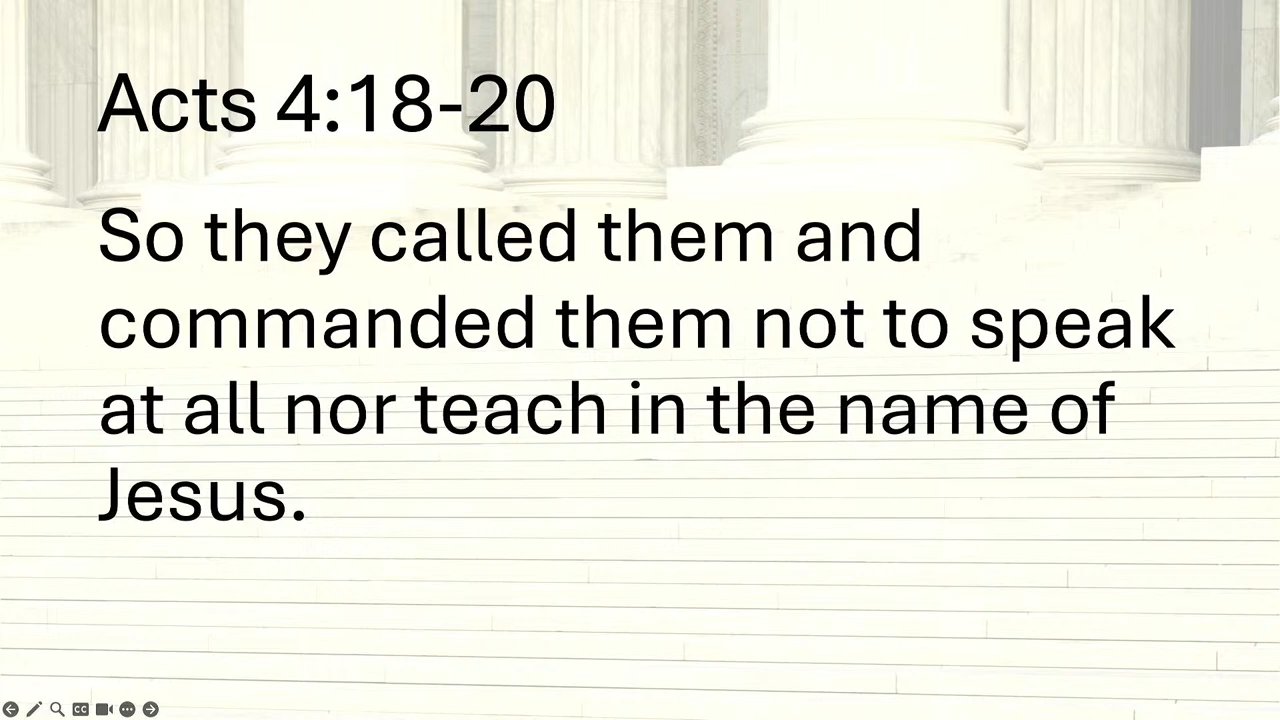 Acts 4:18-20
So they called them and
commanded them not to speak
at all nor teach in the name of
Jesus.
CC